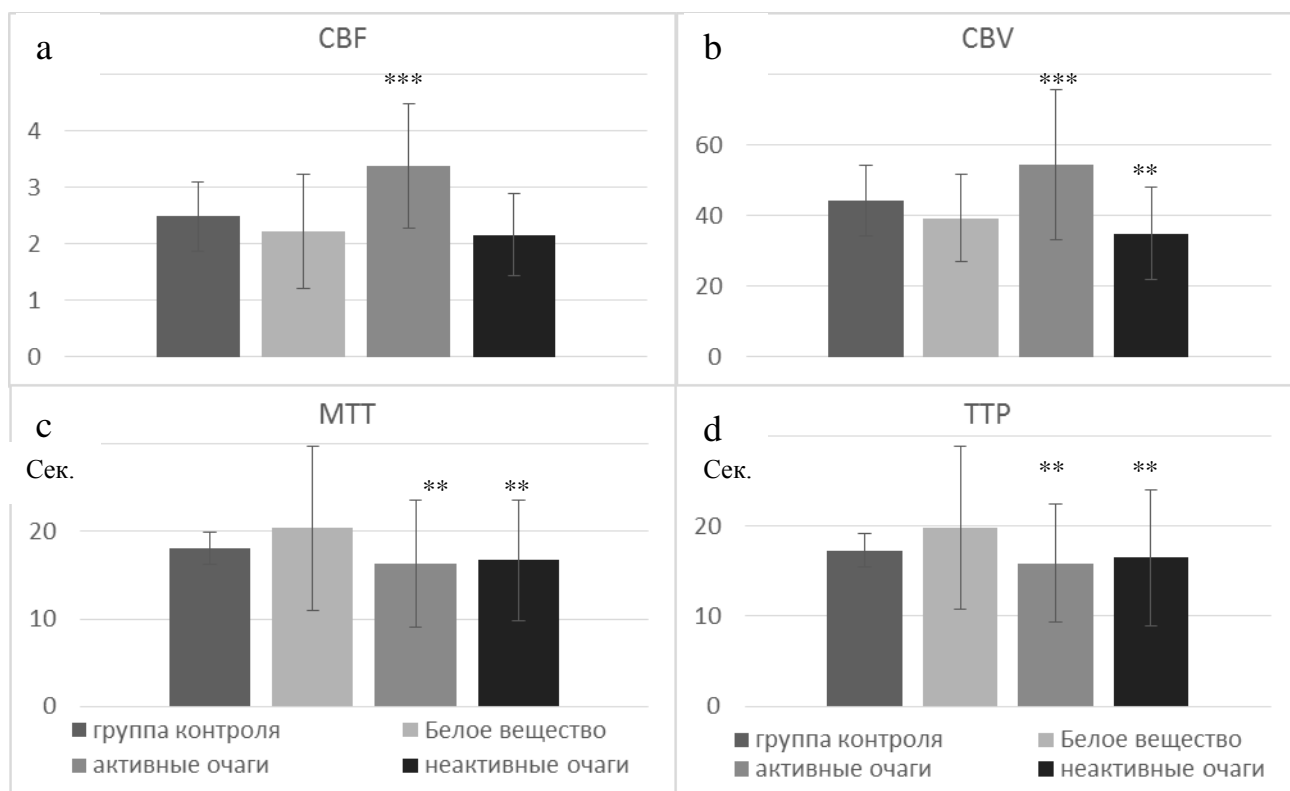 a
CBF
***
4
3
2
1
0
b
CBV
***
60
**
40
20
0
c
MTT
Сек.
** **
20
10
0
группа контроля Белое вещество
активные очаги неактивные очаги
d
TTP
Сек.
** **
20
10
0
группа контроля Белое вещество
активные очаги неактивные очаги